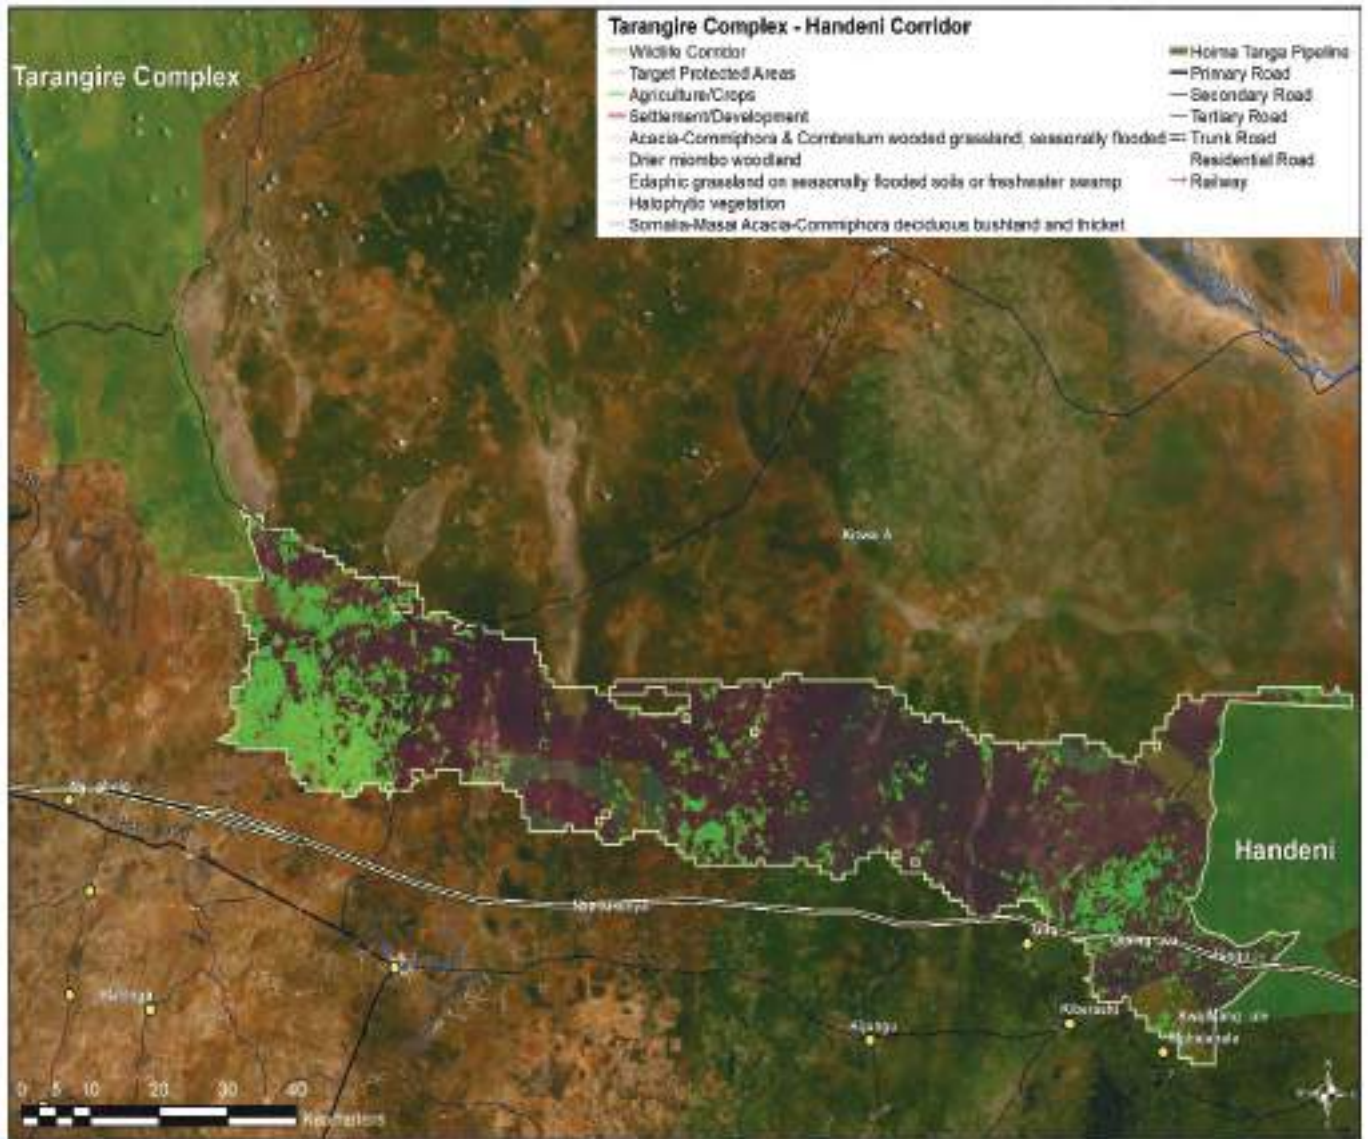 Tarangire Complex - Handeni Corridor
Wildlife Corridor
Target Protected Areas
Agriculture/Crops
Settlement/Development
Acacia-Commiphora & Combretum wooded grassland, seasonally flooded
Drier miombo woodland
Edaphic grassland on seasonally flooded soils or freshwater swamp
Halophytic vegetation
Somalia-Masai Acacia-Commiphora deciduous bushland and thicket
Hoima Tanga Pipeline
Primary Road
Secondary Road
Tertiary Road
Trunk Road
Residential Road
Railway
Tarangire Complex
Handeni
Kijungu
Kibirashi
0 5 10 20 30 40
Kilometers